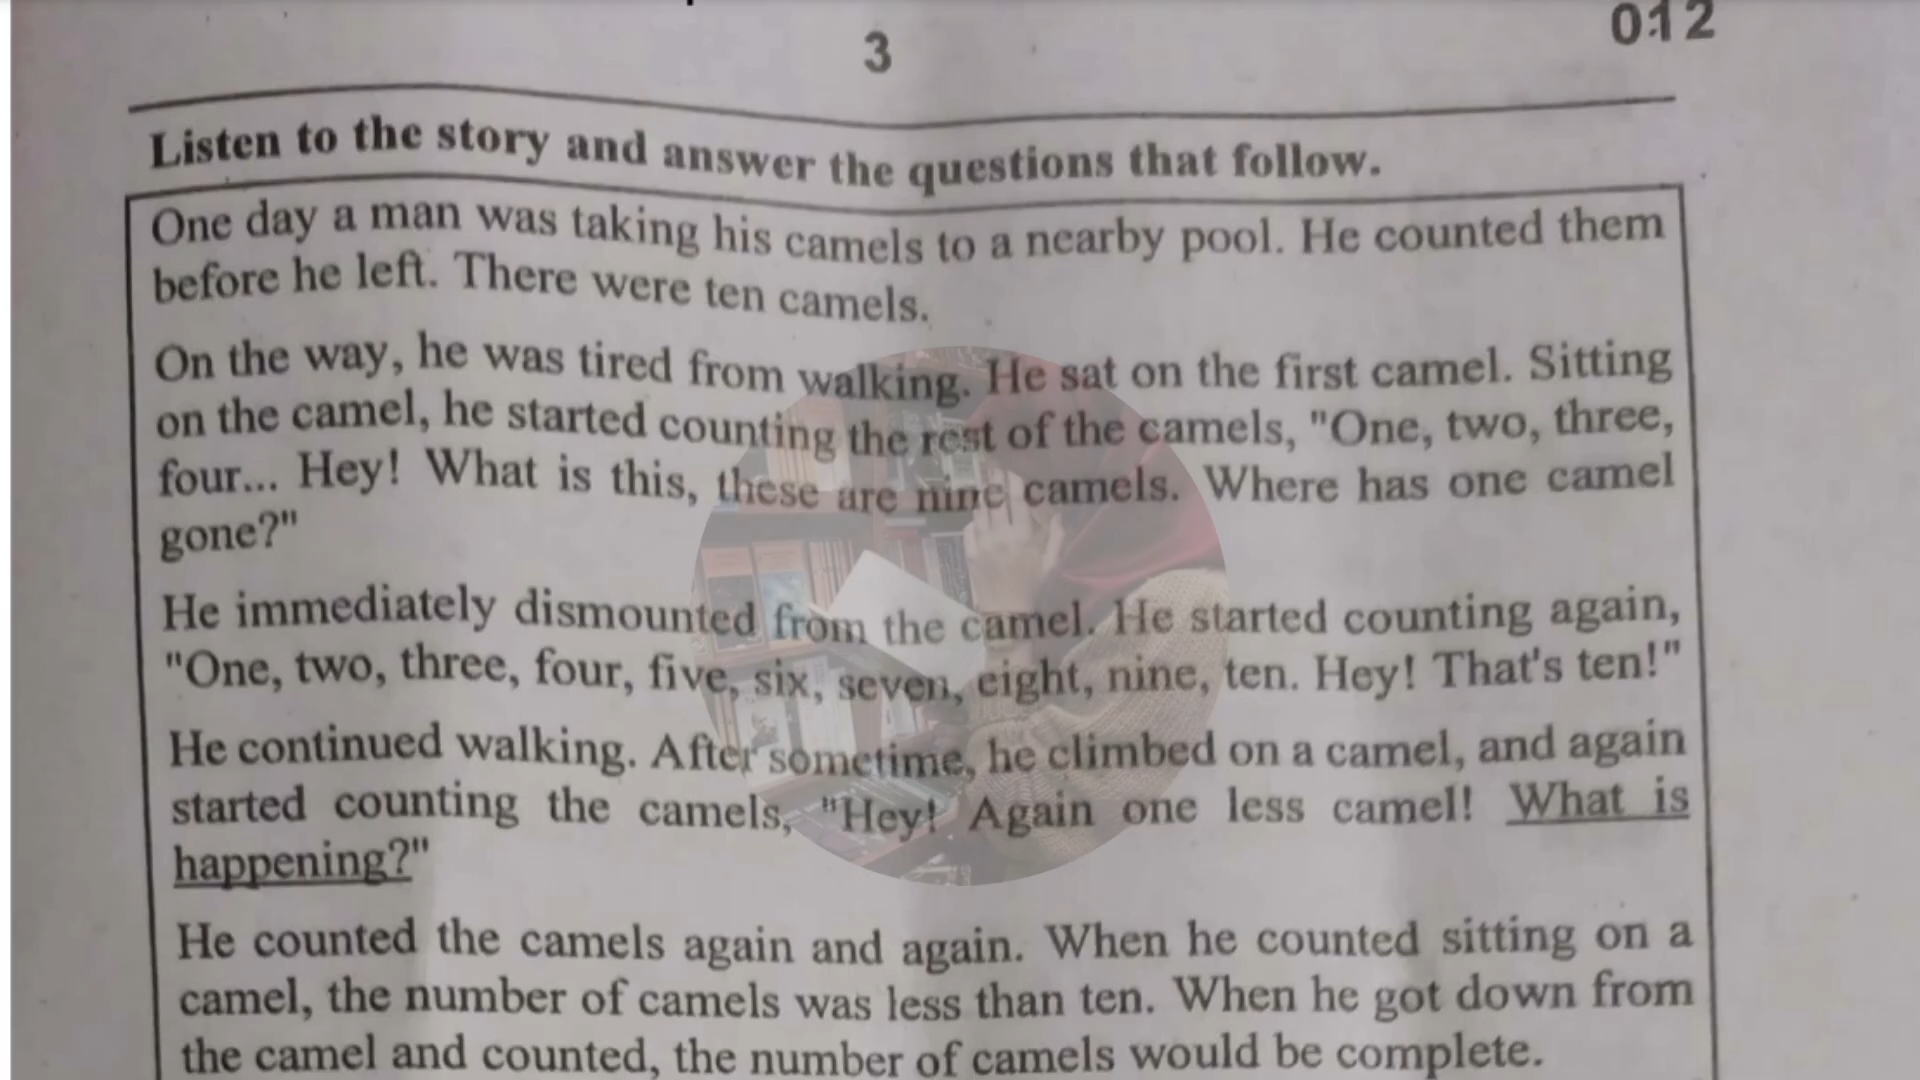 3
012
Listen to the story and answer the questions that follow.
One day a man was taking his camels to a nearby pool. He counted them
before he left. There were ten camels.
On the way, he was tired from walking. He sat on the first camel. Sitting
on the camel, he started counting the rest of the camels, "One, two, three,
four... Hey! What is this, these are nine camels. Where has one camel
gone?"
He immediately dismounted from the camel. He started counting again,
"One, two, three, four, five, six, seven, eight, nine, ten. Hey! That's ten!"
He continued walking. After sometime, he climbed on a camel, and again
started counting the camels, "Hey! Again one less camel! What is
happening?"
He counted the camels again and again. When he counted sitting on a
camel, the number of camels was less than ten. When he got down from
the camel and counted, the number of camels would be complete.